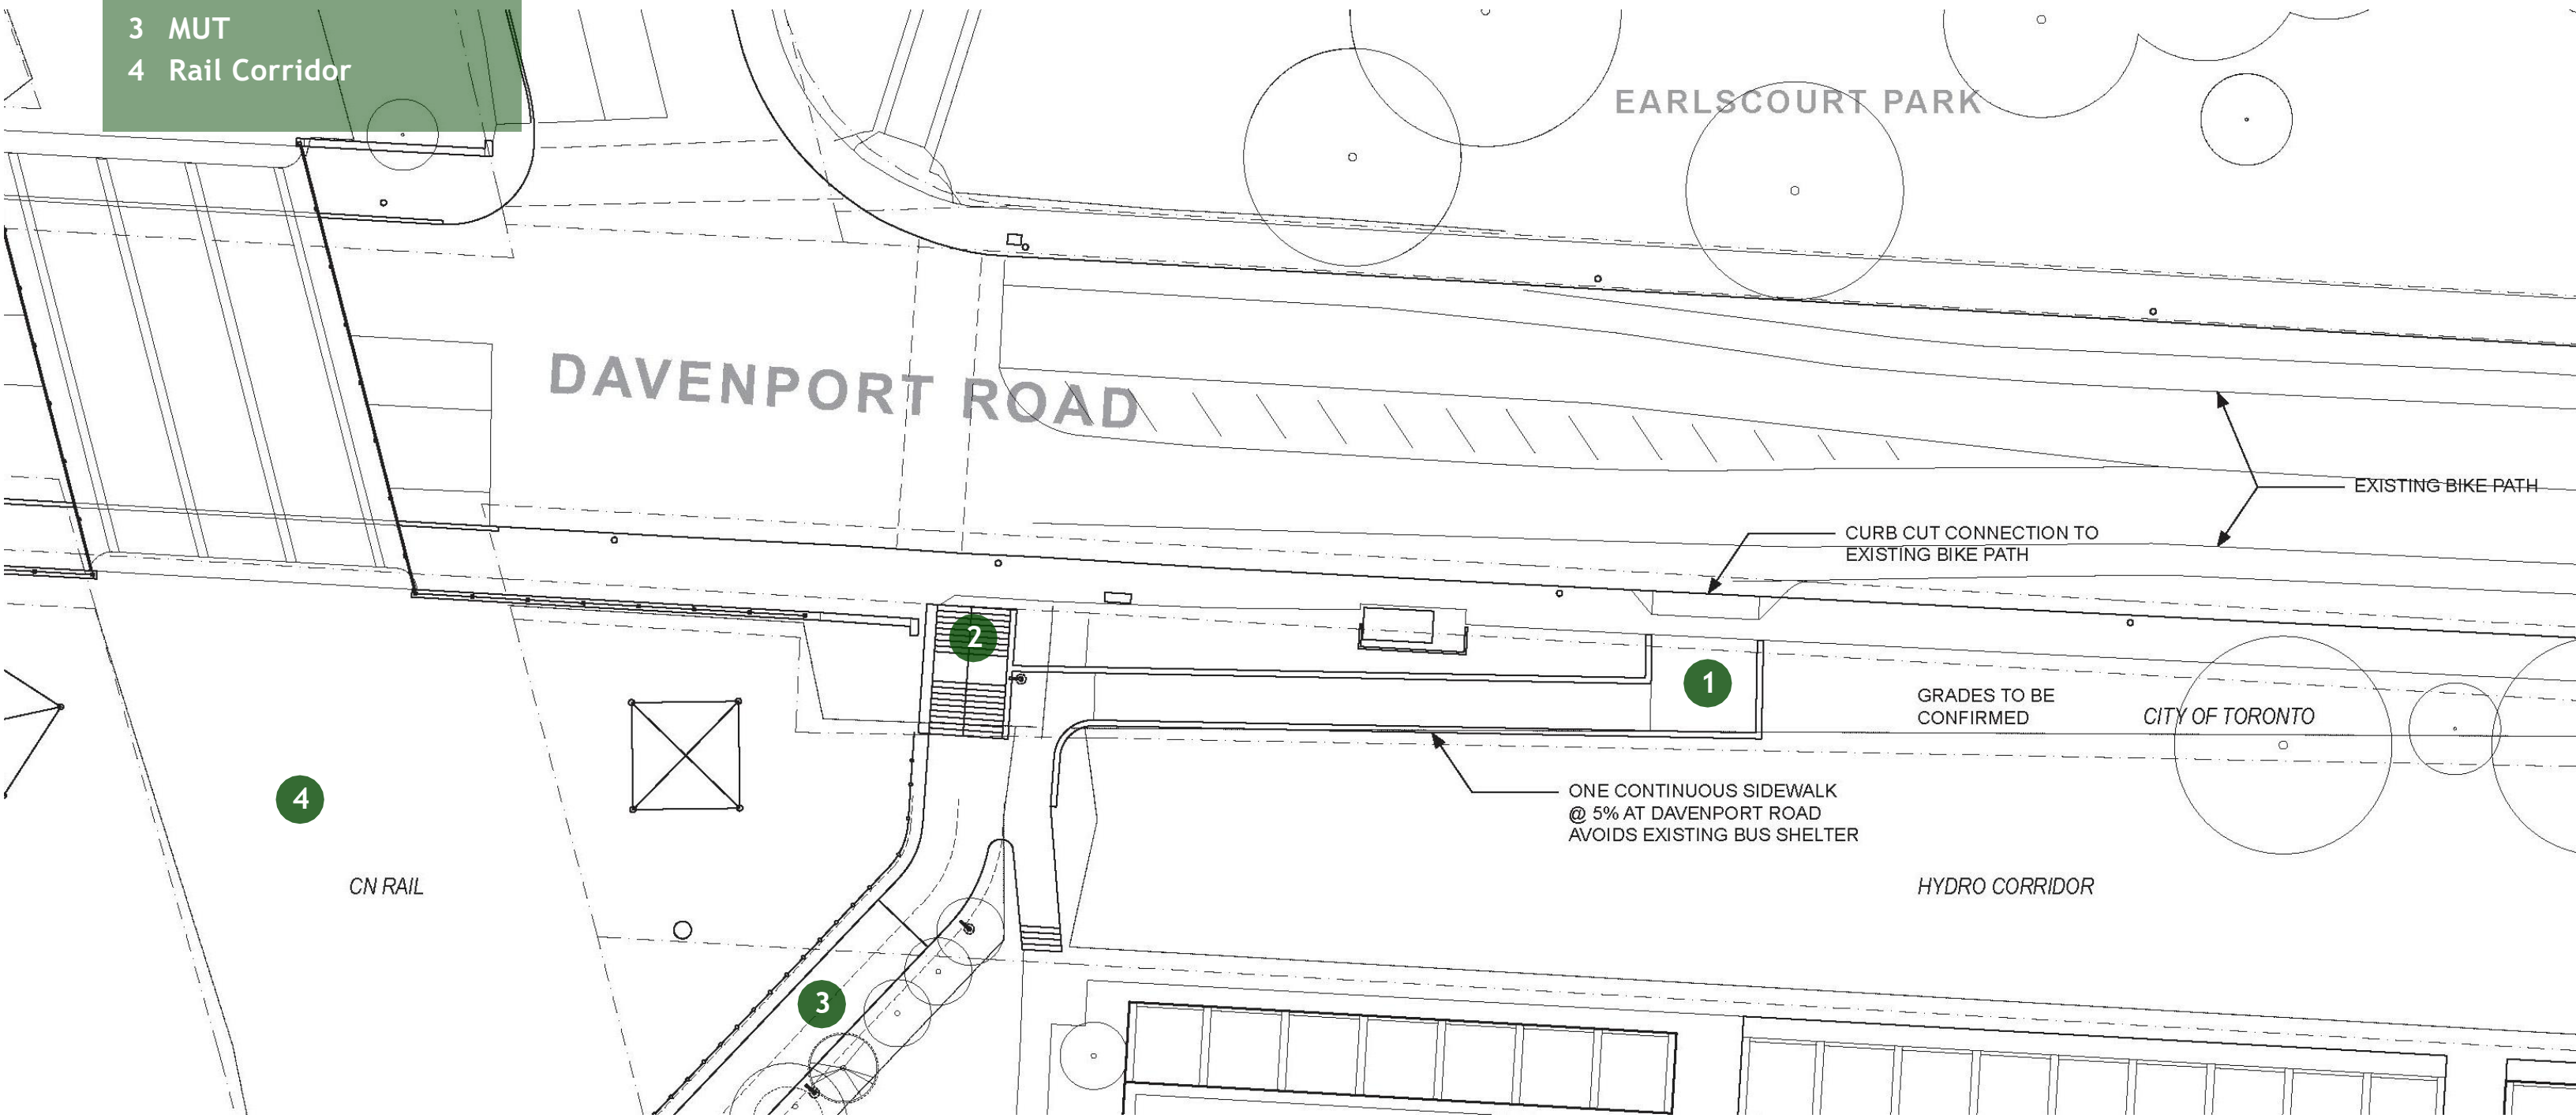 3 MUT
4 Rail Corridor
EARLSCOURT PARK
DAVENPORT ROAD
EXISTING BIKE PATH
CURB CUT CONNECTION TO
EXISTING BIKE PATH
2
1
GRADES TO BE
CONFIRMED
CITY OF TORONTO
4
ONE CONTINUOUS SIDEWALK
@ 5% AT DAVENPORT ROAD
AVOIDS EXISTING BUS SHELTER
CN RAIL
HYDRO CORRIDOR
3